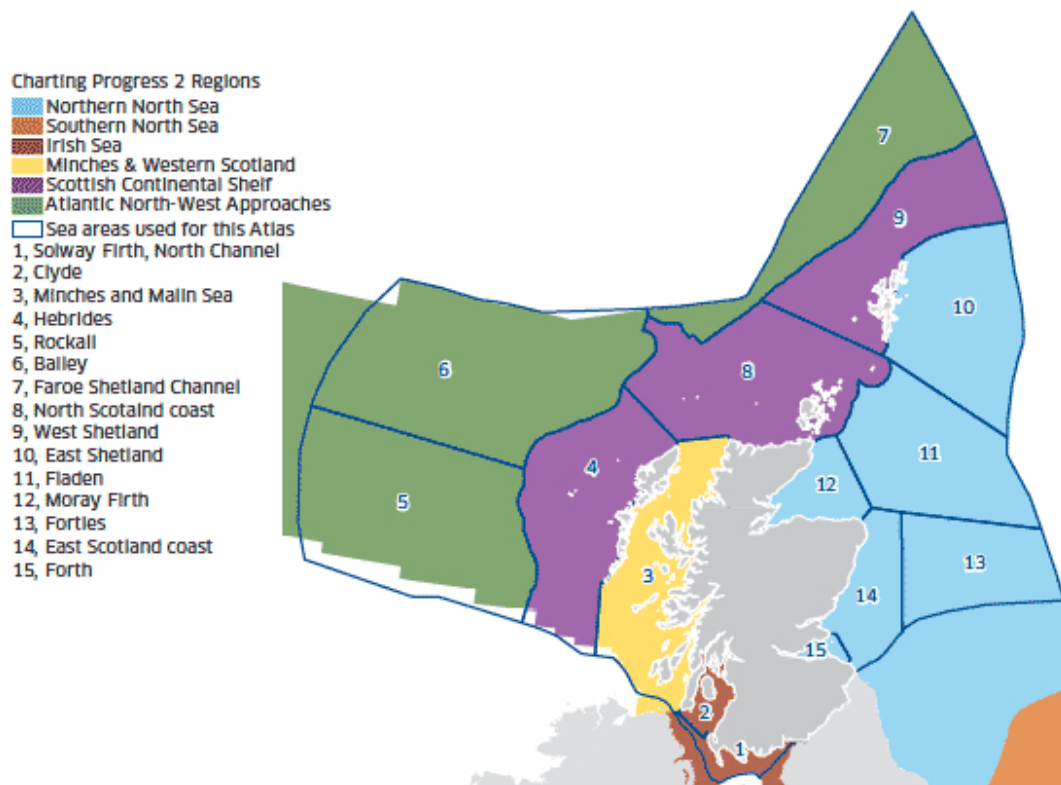 Charting Progress 2 Regions
Northern North Sea
Southern North Sea
Irish Sea
Minches & Western Scotland
Scottish Continental Shelf
Atlantic North-West Approaches
Sea areas used for this Atlas
1, Solway Firth, North Channel
2, Clyde
3, Minches and Malin Sea
4, Hebrides
5, Rockall
6, Bailey
7, Faroe Shetland Channel
8, North Scotalnd coast
9, West Shetland
10, East Shetland
11, Fladen
12, Moray Firth
13, Forties
14, East Scotland coast
15, Forth
7
9
10
6
8
11
4
12
5
13
3
14
15
2
1